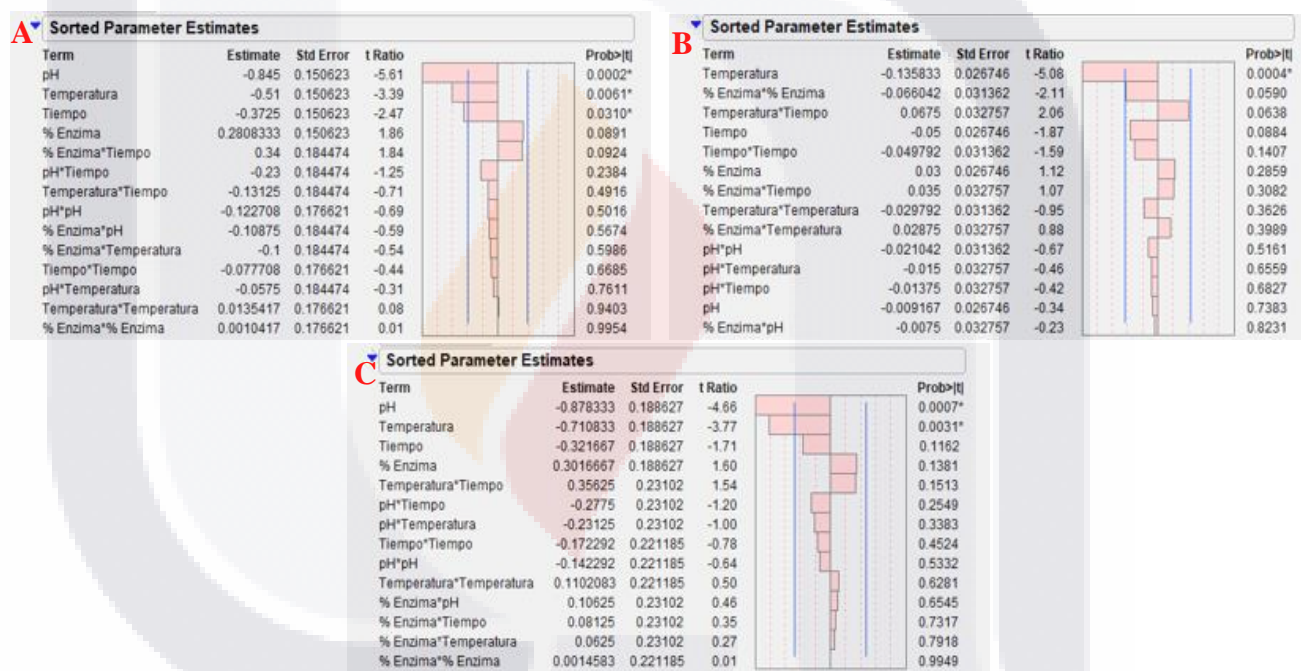 A
Sorted Parameter Estimates
Term Estimate Std Error t Ratio Prob>|t|
pH -0.845 0.150623 -5.61 0.0002*
Temperatura -0.51 0.150623 -3.39 0.0061*
Tiempo -0.3725 0.150623 -2.47 0.0310*
% Enzima 0.2808333 0.150623 1.86 0.0891
% Enzima*Tiempo 0.34 0.184474 1.84 0.0924
pH*Tiempo -0.23 0.184474 -1.25 0.2384
Temperatura*Tiempo -0.13125 0.184474 -0.71 0.4916
pH*pH -0.122708 0.176621 -0.69 0.5016
% Enzima*pH -0.10875 0.184474 -0.59 0.5674
% Enzima*Temperatura -0.1 0.184474 -0.54 0.5986
Tiempo*Tiempo -0.077708 0.176621 -0.44 0.6685
pH*Temperatura -0.0575 0.184474 -0.31 0.7611
Temperatura*Temperatura 0.0135417 0.176621 0.08 0.9403
% Enzima*% Enzima 0.0010417 0.176621 0.01 0.9954
B
Sorted Parameter Estimates
Term Estimate Std Error t Ratio Prob>|t|
Temperatura -0.135833 0.026746 -5.08 0.0004*
% Enzima*% Enzima -0.066042 0.031362 -2.11 0.0590
Temperatura*Tiempo 0.0675 0.032757 2.06 0.0638
Tiempo -0.05 0.026746 -1.87 0.0884
Tiempo*Tiempo -0.049792 0.031362 -1.59 0.1407
% Enzima 0.03 0.026746 1.12 0.2859
% Enzima*Tiempo 0.035 0.032757 1.07 0.3082
Temperatura*Temperatura -0.029792 0.031362 -0.95 0.3626
% Enzima*Temperatura 0.02875 0.032757 0.88 0.3989
pH*pH -0.021042 0.031362 -0.67 0.5161
pH*Temperatura -0.015 0.032757 -0.46 0.6559
pH*Tiempo -0.01375 0.032757 -0.42 0.6827
pH -0.009167 0.026746 -0.34 0.7383
% Enzima*pH -0.0075 0.032757 -0.23 0.8231
C
Sorted Parameter Estimates
Term Estimate Std Error t Ratio Prob>|t|
pH -0.878333 0.188627 -4.66 0.0007*
Temperatura -0.710833 0.188627 -3.77 0.0031*
Tiempo -0.321667 0.188627 -1.71 0.1162
% Enzima 0.3016667 0.188627 1.60 0.1381
Temperatura*Tiempo 0.35625 0.23102 1.54 0.1513
pH*Tiempo -0.2775 0.23102 -1.20 0.2549
pH*Temperatura -0.23125 0.23102 -1.00 0.3383
Tiempo*Tiempo -0.172292 0.221185 -0.78 0.4524
pH*pH -0.142292 0.221185 -0.64 0.5332
Temperatura*Temperatura 0.1102083 0.221185 0.50 0.6281
% Enzima*pH 0.10625 0.23102 0.46 0.6545
% Enzima*Tiempo 0.08125 0.23102 0.35 0.7317
% Enzima*Temperatura 0.0625 0.23102 0.27 0.7918
% Enzima*% Enzima 0.0014583 0.221185 0.01 0.9949